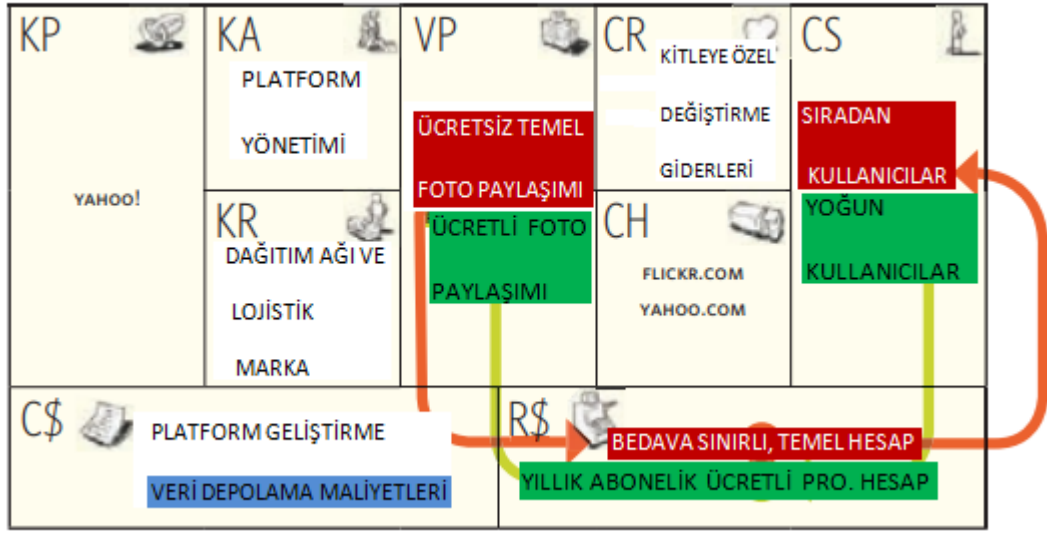 KP
YAHOO!
KA
PLATFORM
YÖNETİMİ
KR
DAĞITIM AĞI VE
LOJİSTİK
MARKA
VP
ÜCRETSİZ TEMEL
FOTO PAYLAŞIMI
ÜCRETLİ FOTO
PAYLAŞIMI
CR
KİTLEYE ÖZEL
DEĞİŞTİRME
GİDERLERİ
CH
FLICKR.COM
YAHOO.COM
CS
SIRADAN
KULLANICILAR
YOĞUN
KULLANICILAR
C$
PLATFORM GELİŞTİRME
VERİ DEPOLAMA MALİYETLERİ
R$
BEDAVA SINIRLI, TEMEL HESAP
YILLIK ABONELİK ÜCRETLİ PRO. HESAP